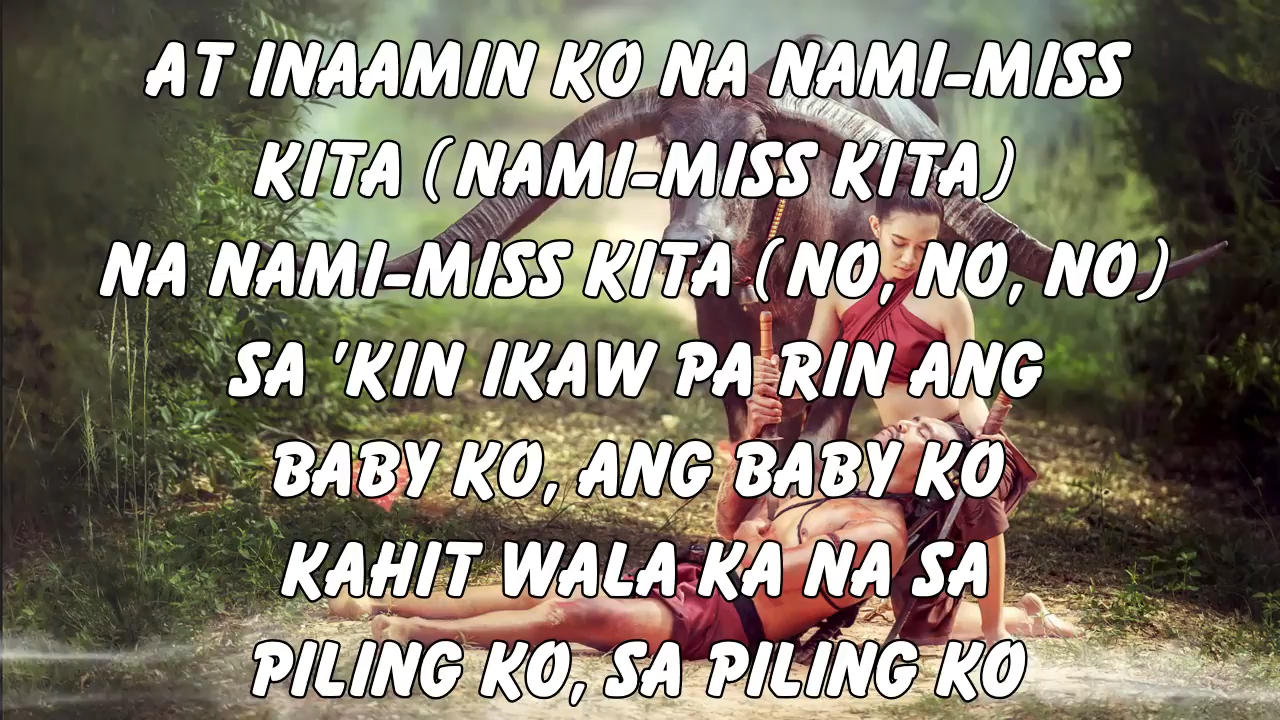 AT INAAMIN KO NA NAMI-MISS
KITA (NAMI-MISS KITA)
NA NAMI-MISS KITA (NO, NO, NO)
SA 'KIN IKAW PA RIN ANG
BABY KO, ANG BABY KO
KAHIT WALA KA NA SA
PILING KO, SA PILING KO